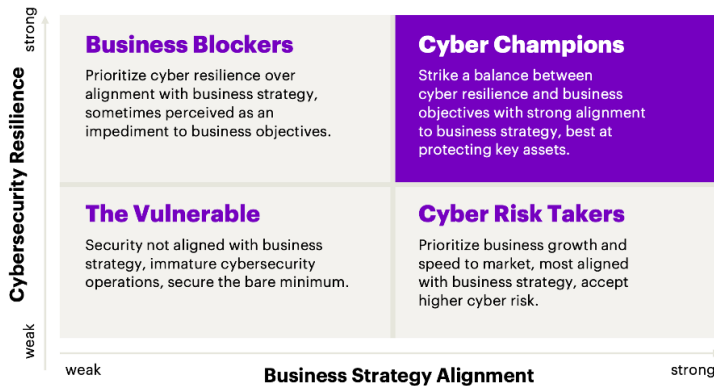 strong
Cybersecurity Resilience
weak
Business Blockers
Prioritize cyber resilience over
alignment with business strategy,
sometimes perceived as an
impediment to business objectives.
Cyber Champions
Strike a balance between
cyber resilience and business
objectives with strong alignment
to business strategy, best at
protecting key assets.
The Vulnerable
Security not aligned with business
strategy, immature cybersecurity
operations, secure the bare minimum.
Cyber Risk Takers
Prioritize business growth and
speed to market, most aligned
with business strategy, accept
higher cyber risk.
weak
Business Strategy Alignment
strong